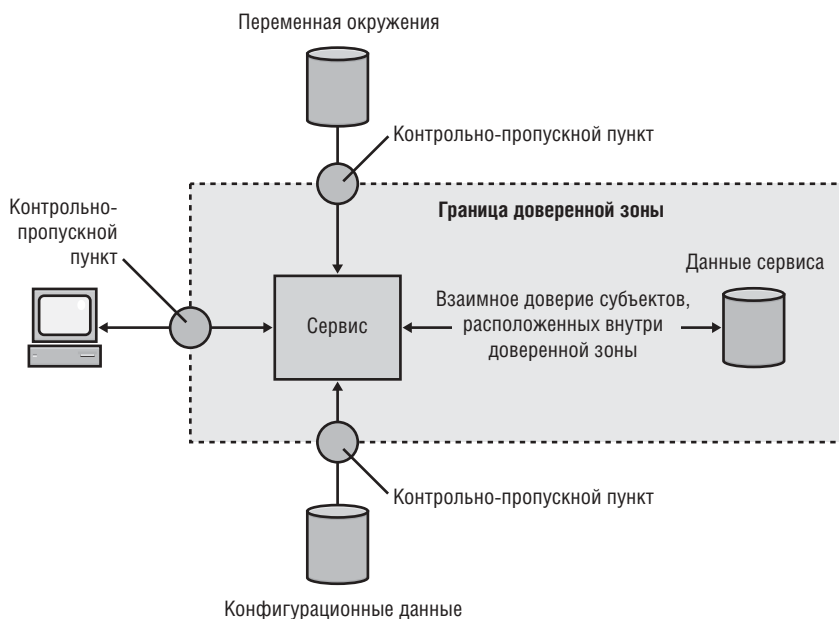 Переменная окружения
Контрольно-пропускной пункт
Контрольно-
пропускной
пункт
Граница доверенной зоны
Данные сервиса
Сервис
Взаимное доверие субъектов,
расположенных внутри
доверенной зоны
Контрольно-пропускной пункт
Конфигурационные данные